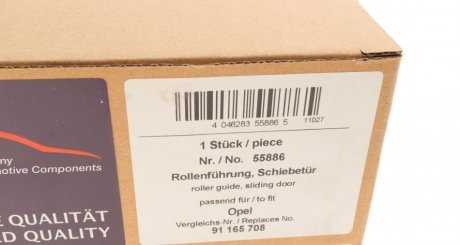 4 046283 55886 5 11027
1 Stück / piece
Nr. / No. 55886
Rollenführung, Schiebetür
roller guide, sliding door
passend für / to fit
Opel
Vergleichs-Nr. / Replaces No.
91 165 708
QUALITÄT
QUALITY